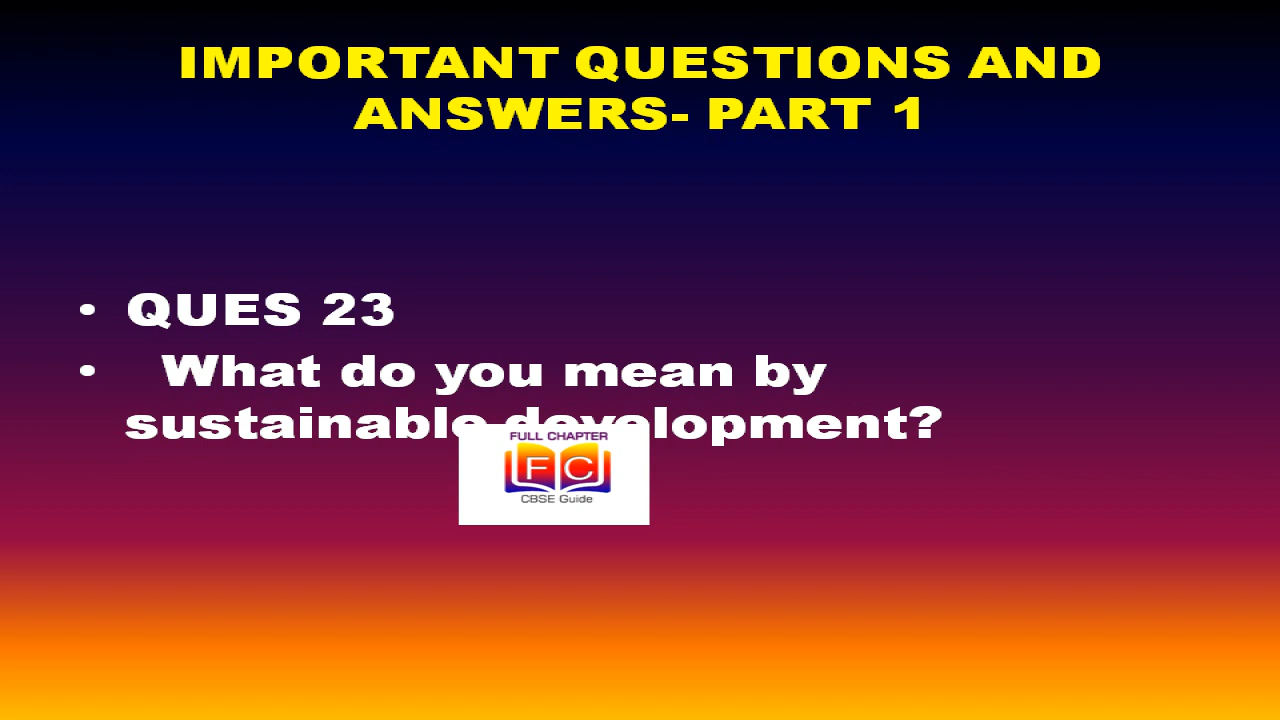 IMPORTANT QUESTIONS AND
ANSWERS- PART 1
• QUES 23
• What do you mean by
sustainable development?
FULL CHAPTER
FC
CBSE Guide